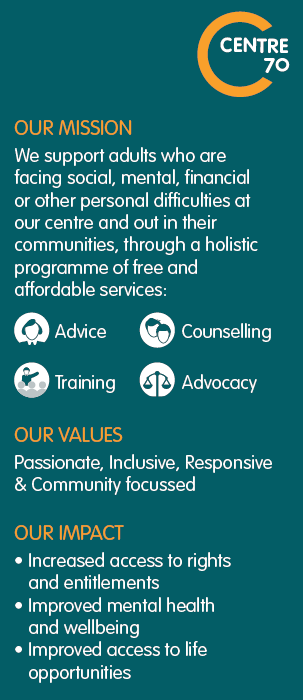 CENTRE
70
OUR MISSION
We support adults who are
facing social, mental, financial
or other personal difficulties at
our centre and out in their
communities, through a holistic
programme of free and
affordable services:
Advice
Counselling
Training
Advocacy
OUR VALUES
Passionate, Inclusive, Responsive
& Community focussed
OUR IMPACT
• Increased access to rights
and entitlements
• Improved mental health
and wellbeing
• Improved access to life
opportunities